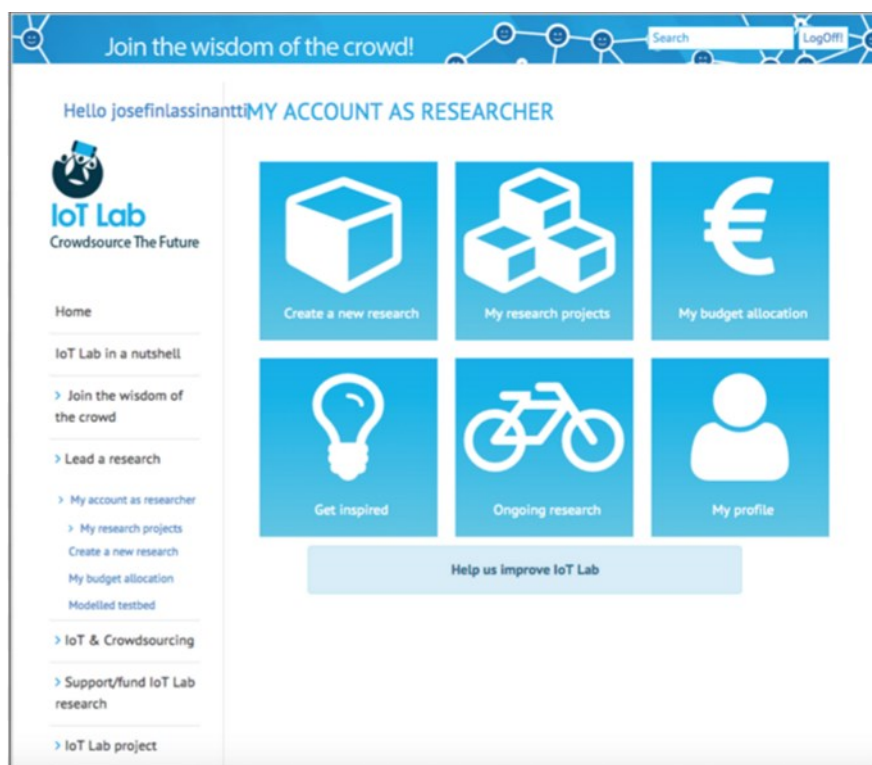 Join the wisdom of the crowd!
Search
LogOff!
Hello josefinlassinantti
MY ACCOUNT AS RESEARCHER
IoT Lab
Crowdsource The Future
Home
IoT Lab in a nutshell
> Join the wisdom of
the crowd
> Lead a research
> My account as researcher
> My research projects
Create a new research
My budget allocation
Modelled testbed
> IoT & Crowdsourcing
> Support/fund IoT Lab
research
> IoT Lab project
Create a new research
My research projects
€
My budget allocation
Get inspired
Ongoing research
My profile
Help us improve IoT Lab